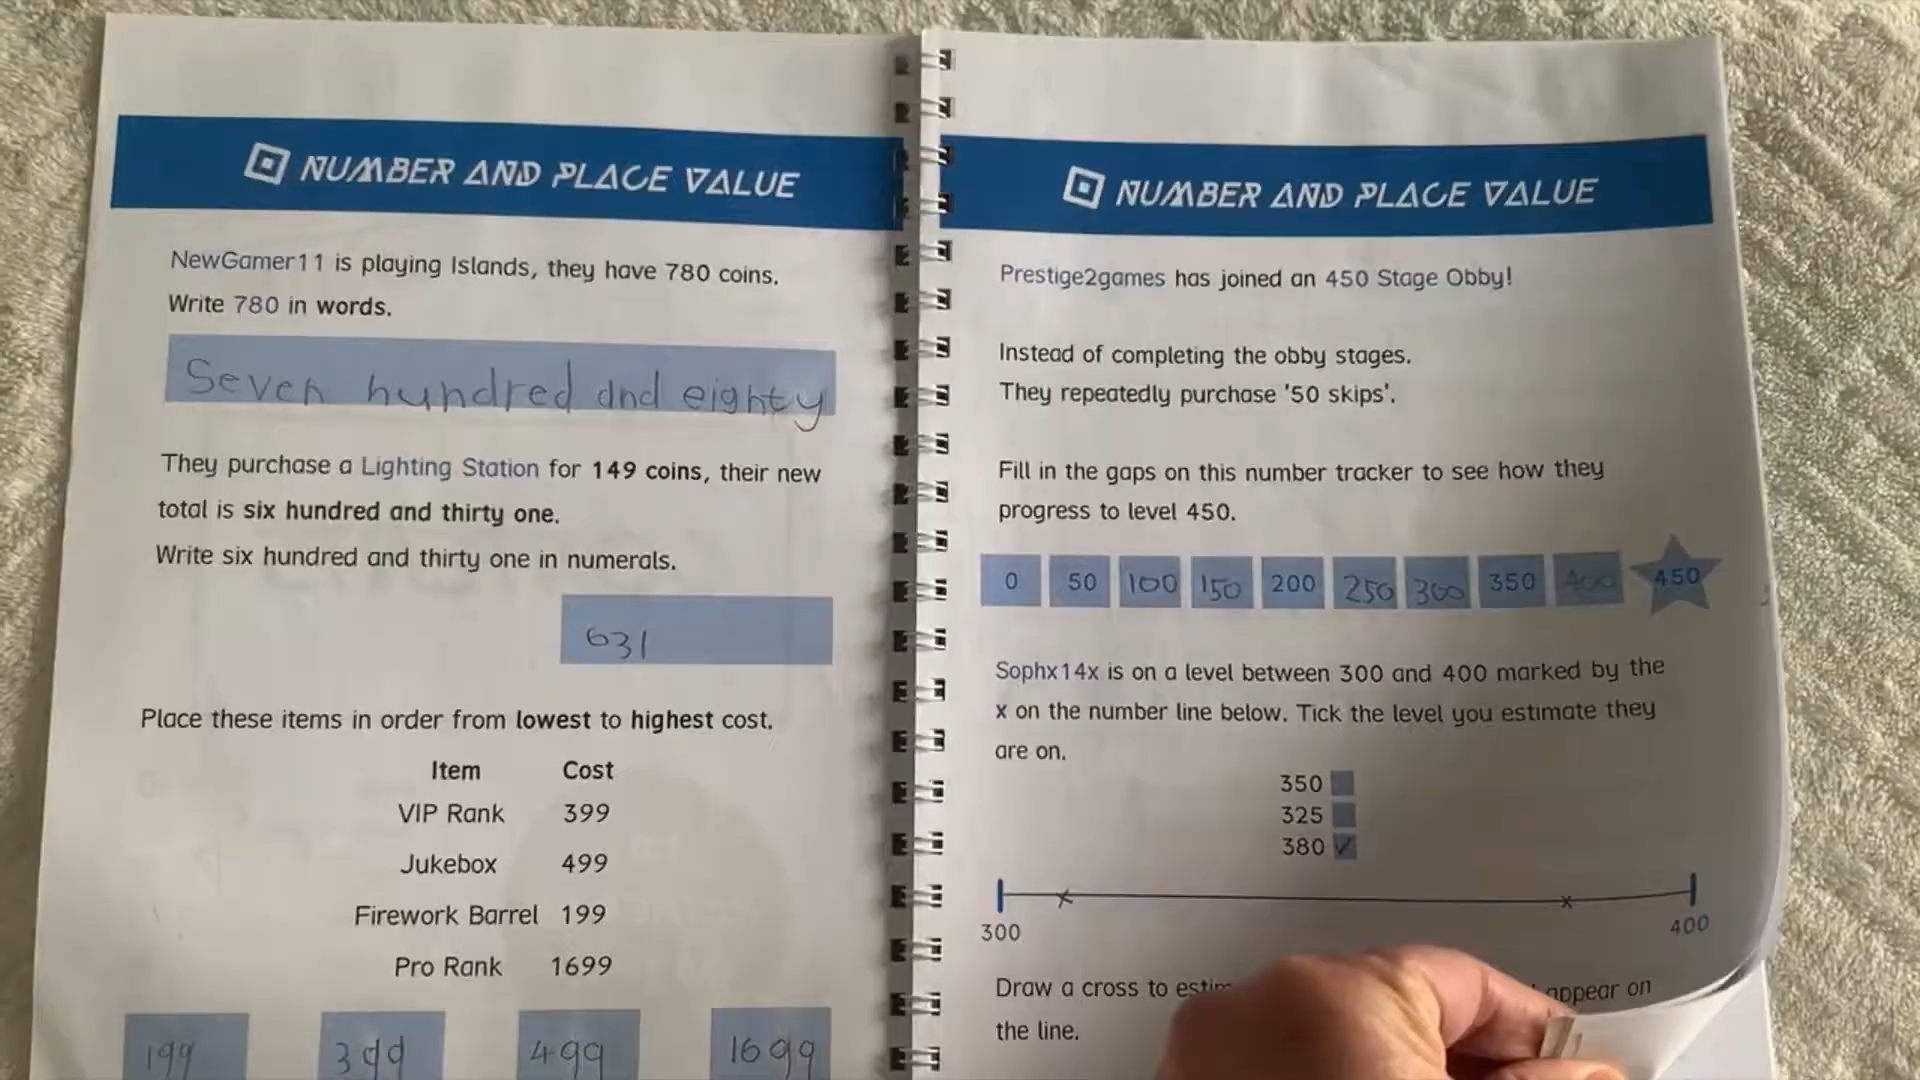 NUMBER AND PLACE VALUE
NewGamer11 is playing Islands, they have 780 coins.
Write 780 in words.
Seven hundred and eighty
They purchase a Lighting Station for 149 coins, their new
total is six hundred and thirty one.
Write six hundred and thirty one in numerals.
631
Place these items in order from lowest to highest cost.
Item Cost
VIP Rank 399
Jukebox 499
Firework Barrel 199
Pro Rank 1699
199 399 499 1699
NUMBER AND PLACE VALUE
Prestige2games has joined an 450 Stage Obby!
Instead of completing the obby stages.
They repeatedly purchase '50 skips'.
Fill in the gaps on this number tracker to see how they
progress to level 450.
0 50 100 150 200 250 300 350 400 450
Sophx14x is on a level between 300 and 400 marked by the
x on the number line below. Tick the level you estimate they
are on.
350
325
380 ✓
x x
300 400
Draw a cross to appear on
the line.